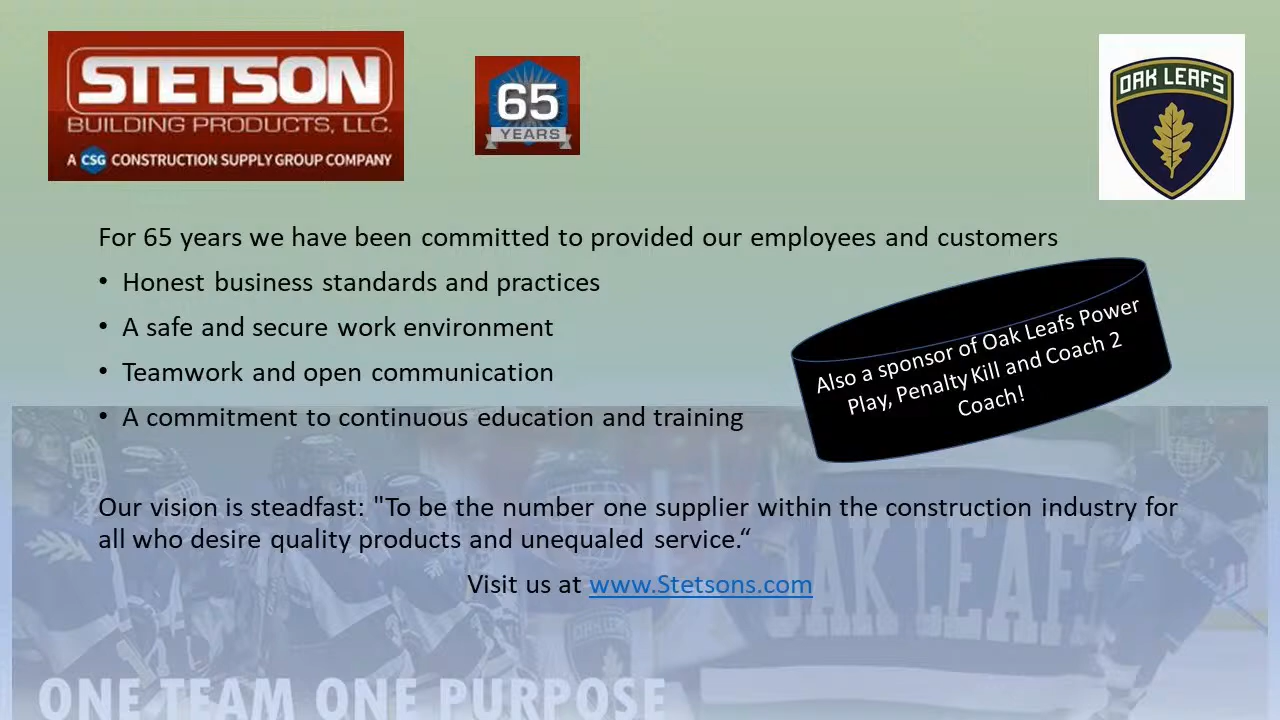 STETSON
BUILDING PRODUCTS, LLC.
A CSG CONSTRUCTION SUPPLY GROUP COMPANY
65
YEARS
OAK LEAFS
For 65 years we have been committed to provided our employees and customers
• Honest business standards and practices
• A safe and secure work environment
• Teamwork and open communication
• A commitment to continuous education and training
Also a sponsor of Oak Leafs Power
Play, Penalty Kill and Coach 2
Coach!
Our vision is steadfast: "To be the number one supplier within the construction industry for
all who desire quality products and unequaled service.“
Visit us at www.Stetsons.com
OAK LEAFS
OAK LEAFS
ONE TEAM ONE PURPOSE